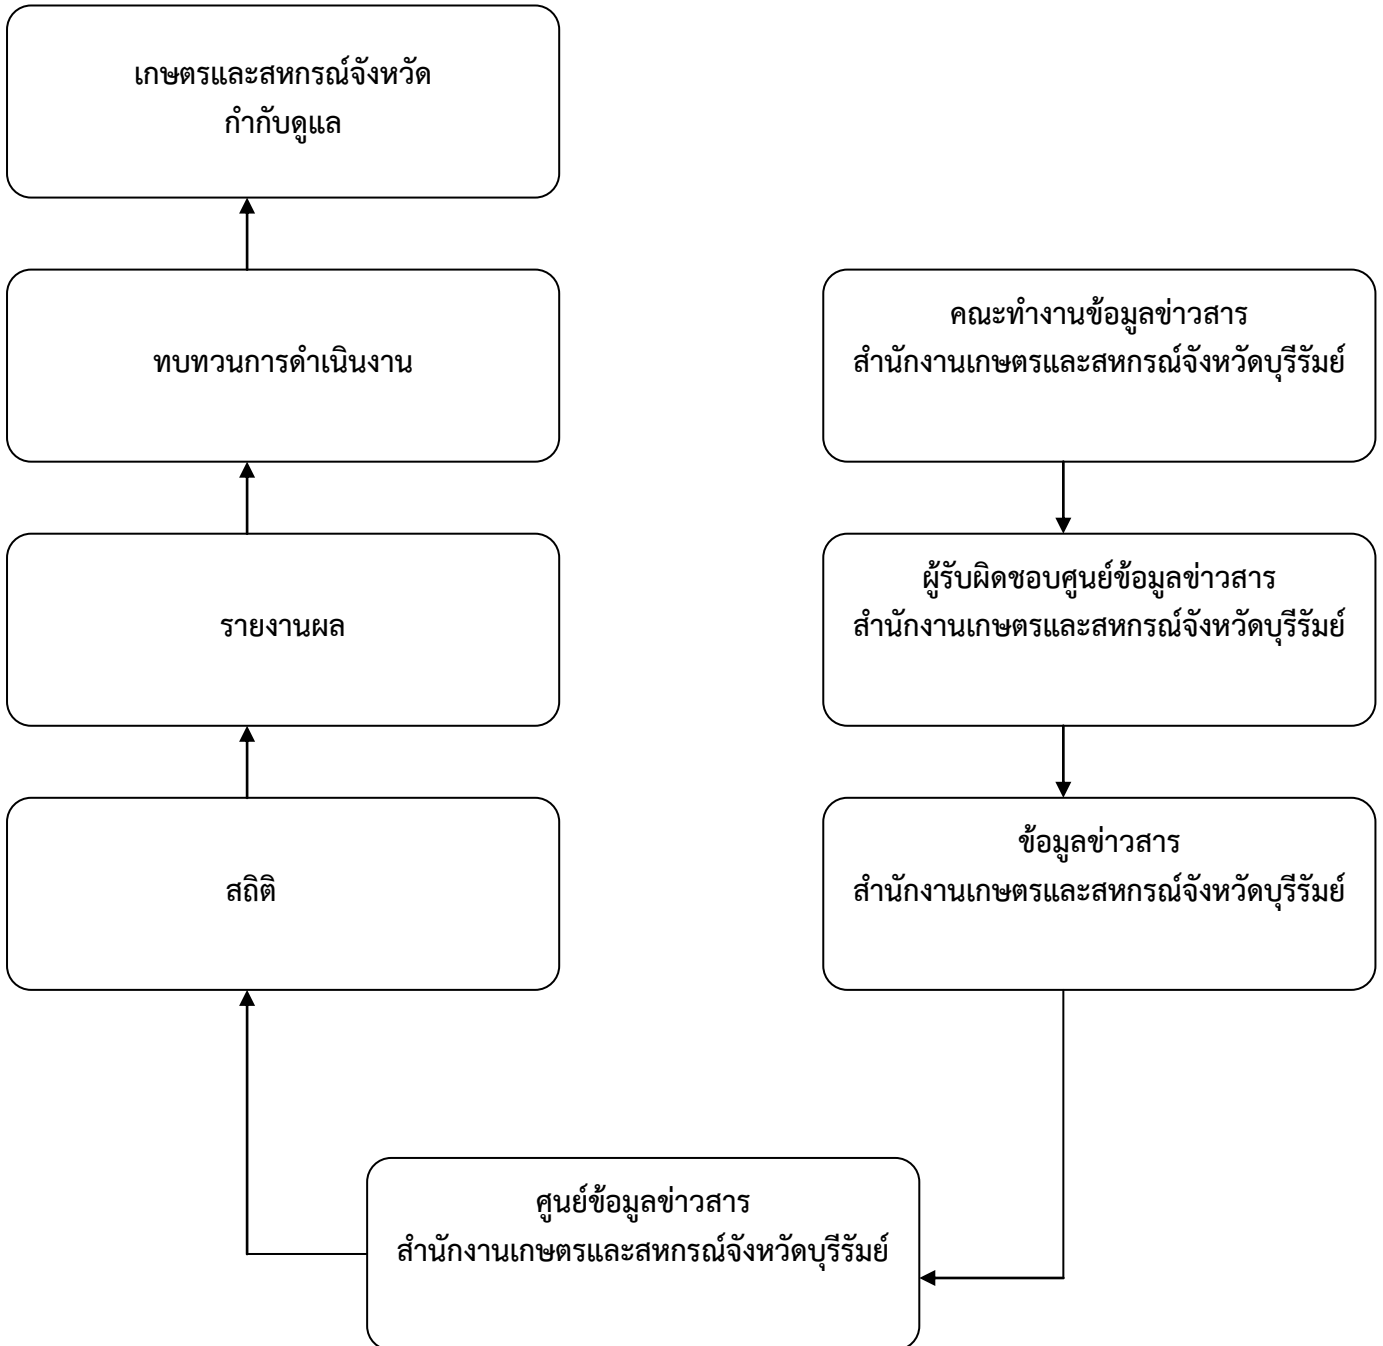 เกษตรและสหกรณ์จังหวัด
กำกับดูแล
ทบทวนการดำเนินงาน
รายงานผล
สถิติ
คณะทำงานข้อมูลข่าวสาร
สำนักงานเกษตรและสหกรณ์จังหวัดบุรีรัมย์
ผู้รับผิดชอบศูนย์ข้อมูลข่าวสาร
สำนักงานเกษตรและสหกรณ์จังหวัดบุรีรัมย์
ข้อมูลข่าวสาร
สำนักงานเกษตรและสหกรณ์จังหวัดบุรีรัมย์
ศูนย์ข้อมูลข่าวสาร
สำนักงานเกษตรและสหกรณ์จังหวัดบุรีรัมย์